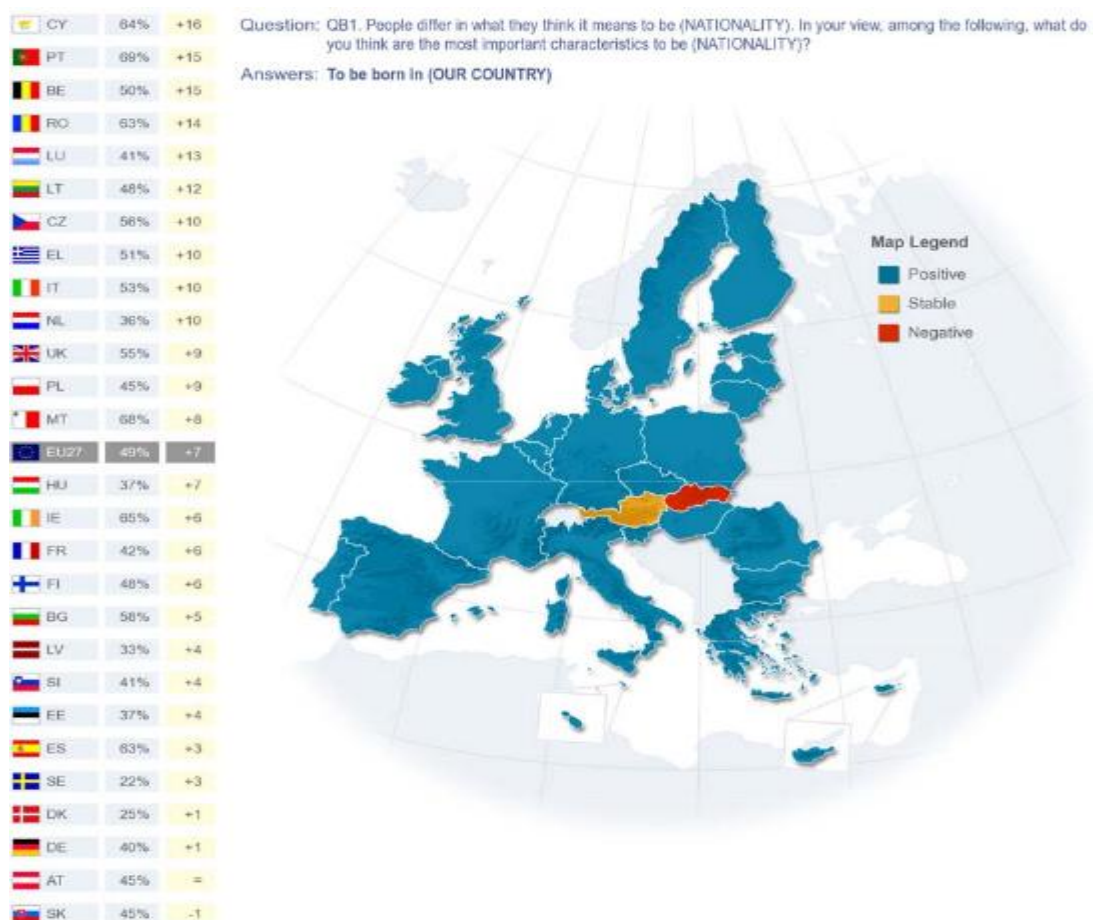 CY 64% +16
PT 69% +15
BE 50% +15
RO 63% +14
LU 41% +13
LT 48% +12
CZ 56% +10
EL 51% +10
IT 53% +10
NL 36% +10
UK 55% +9
PL 45% +9
MT 68% +8
EU27 49% +7
HU 37% +7
IE 65% +6
FR 42% +6
FI 48% +6
BG 58% +5
LV 33% +4
SI 41% +4
EE 37% +4
ES 63% +3
SE 22% +3
DK 25% +1
DE 40% +1
AT 45% =
SK 45% -1
Question: QB1. People differ in what they think it means to be (NATIONALITY). In your view, among the following, what do
you think are the most important characteristics to be (NATIONALITY)?
Answers: To be born in (OUR COUNTRY)
Map Legend
Positive
Stable
Negative